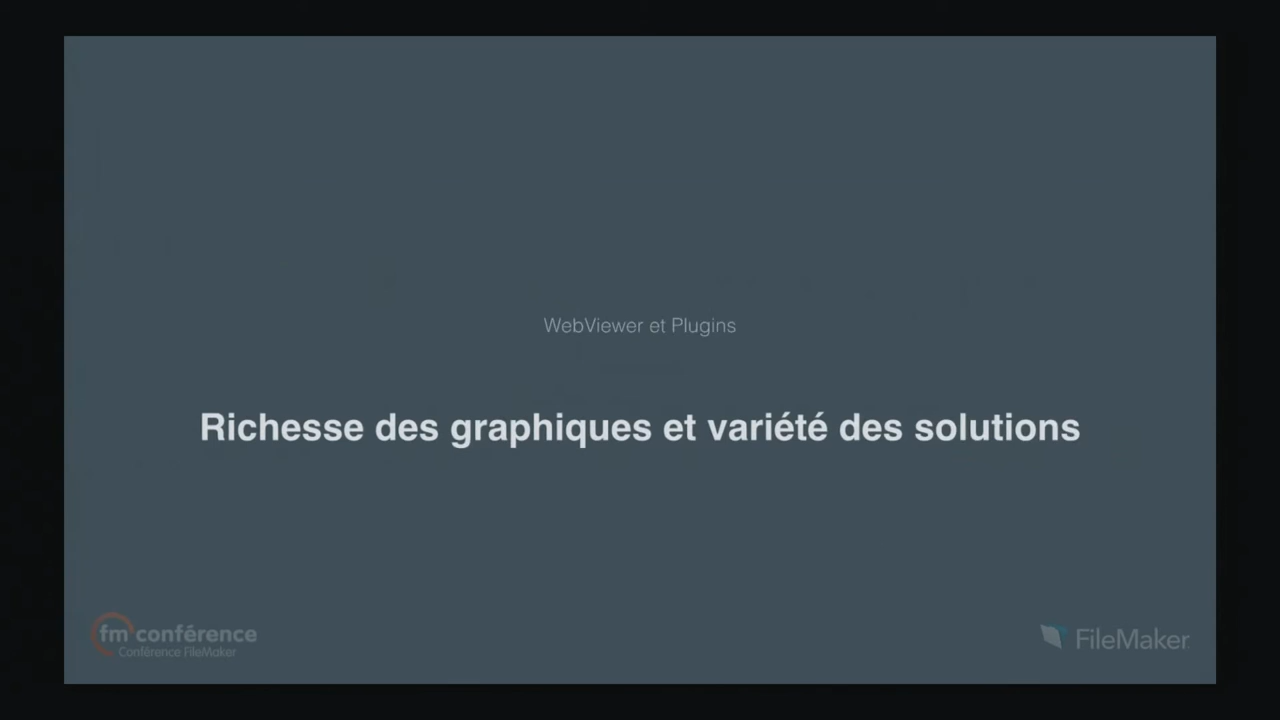 WebViewer et Plugins
Richesse des graphiques et variété des solutions
fm conférence
Conférence FileMaker
FileMaker